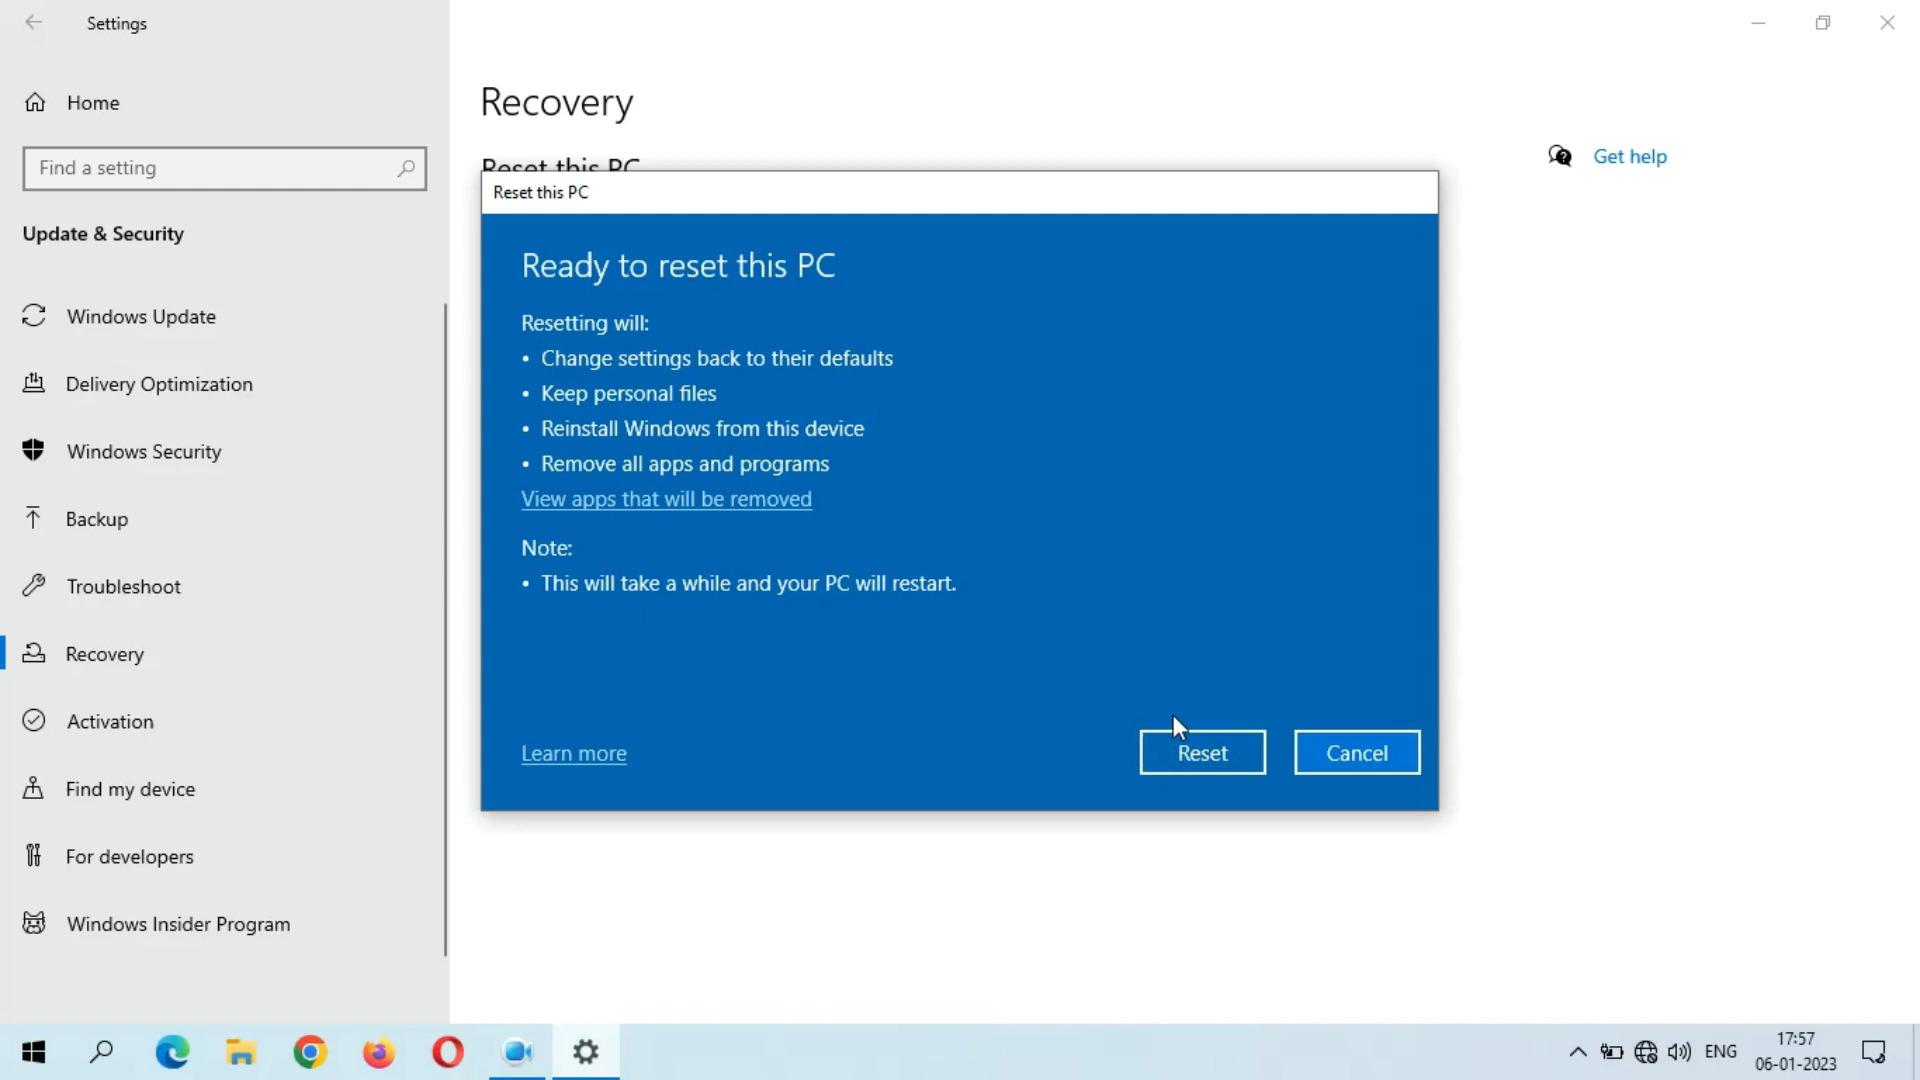 Settings
Home
Find a setting
Update & Security
Windows Update
Delivery Optimization
Windows Security
Backup
Troubleshoot
Recovery
Activation
Find my device
For developers
Windows Insider Program
Recovery
Reset this PC
Get help
Reset this PC
Ready to reset this PC
Resetting will:
• Change settings back to their defaults
• Keep personal files
• Reinstall Windows from this device
• Remove all apps and programs
View apps that will be removed
Note:
• This will take a while and your PC will restart.
Learn more
Reset
Cancel
ENG
17:57
06-01-2023